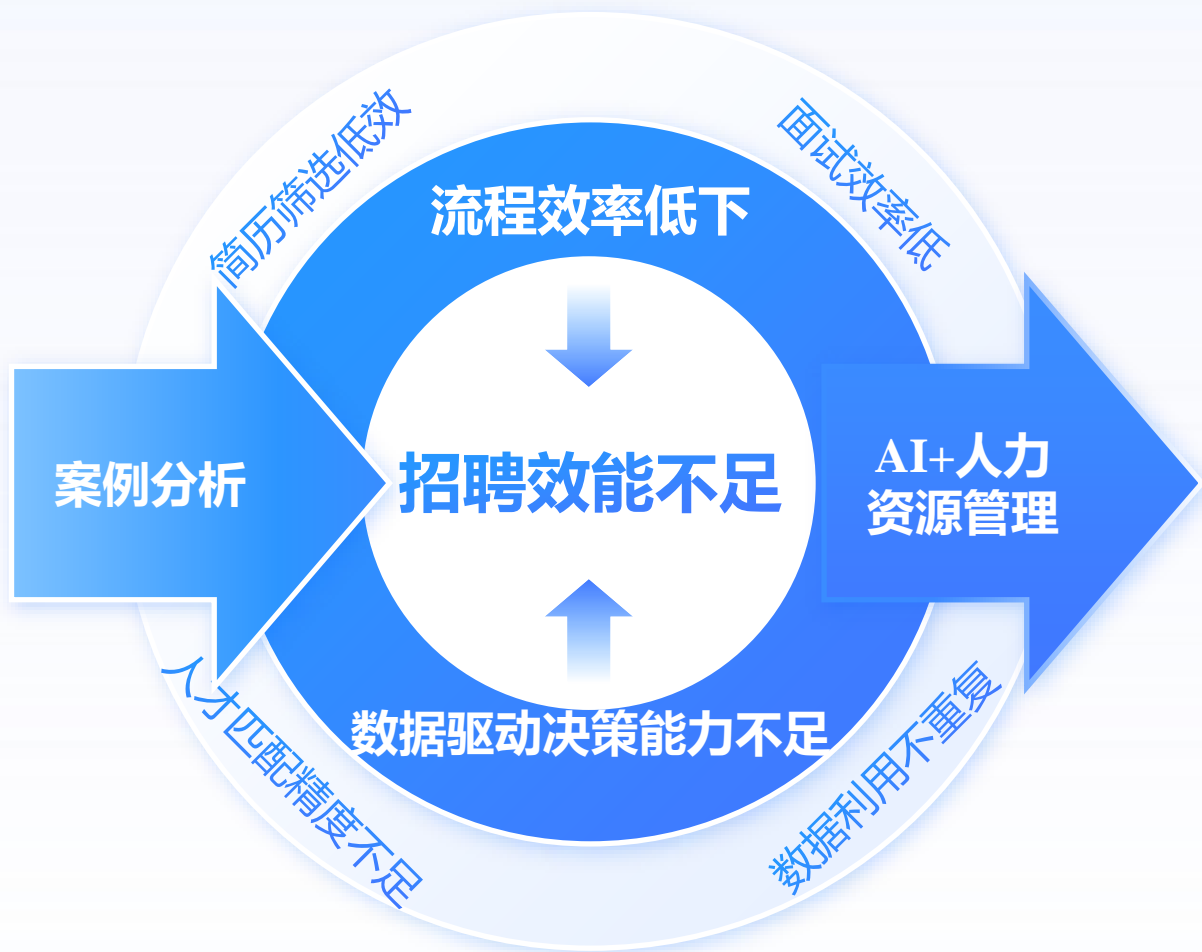 简历筛选低效
面试效率低
流程效率低下
案例分析
招聘效能不足
AI+人力
资源管理
数据驱动决策能力不足
人才匹配精度不足
数据利用不重复